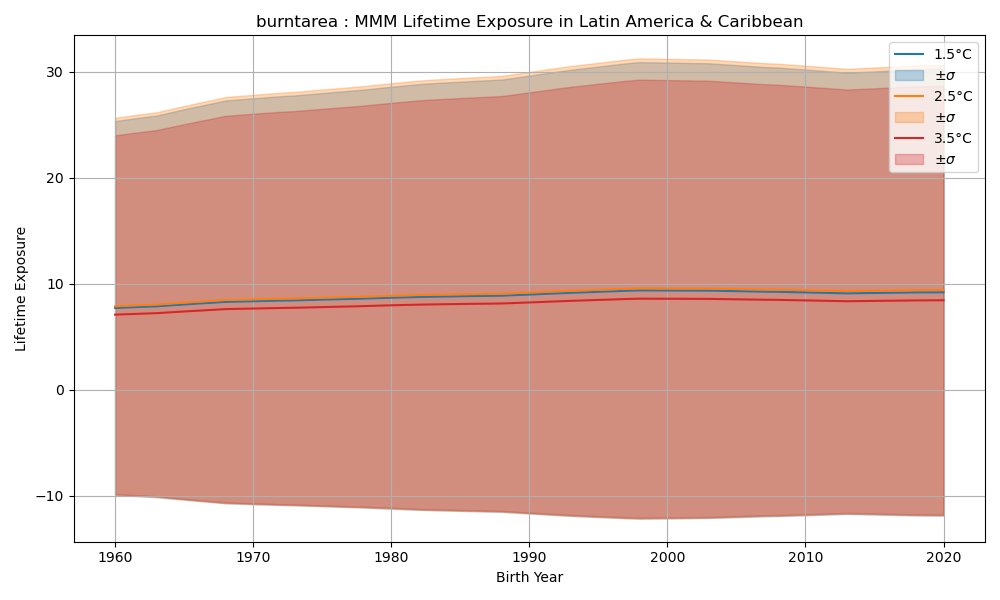 burntarea : MMM Lifetime Exposure in Latin America & Caribbean
1.5°C
±σ
2.5°C
±σ
3.5°C
±σ
30
20
10
0
−10
Lifetime Exposure
1960 1970 1980 1990 2000 2010 2020
Birth Year